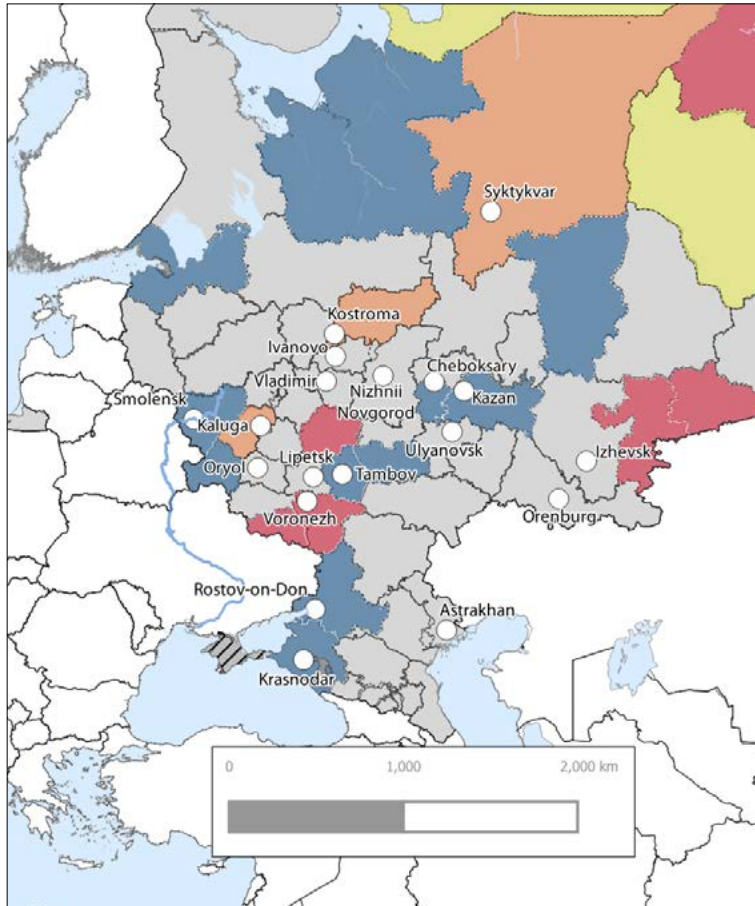 Syktykvar
Kostroma
Ivanovo
Vladimir
Nizhnii
Novgorod
Cheboksary
Kazan
Smolensk
Kaluga
Oryol
Lipetsk
Tambov
Ulyanovsk
Izhevsk
Voronezh
Orenburg
Rostov-on-Don
Astrakhan
Krasnodar
0 1,000 2,000 km